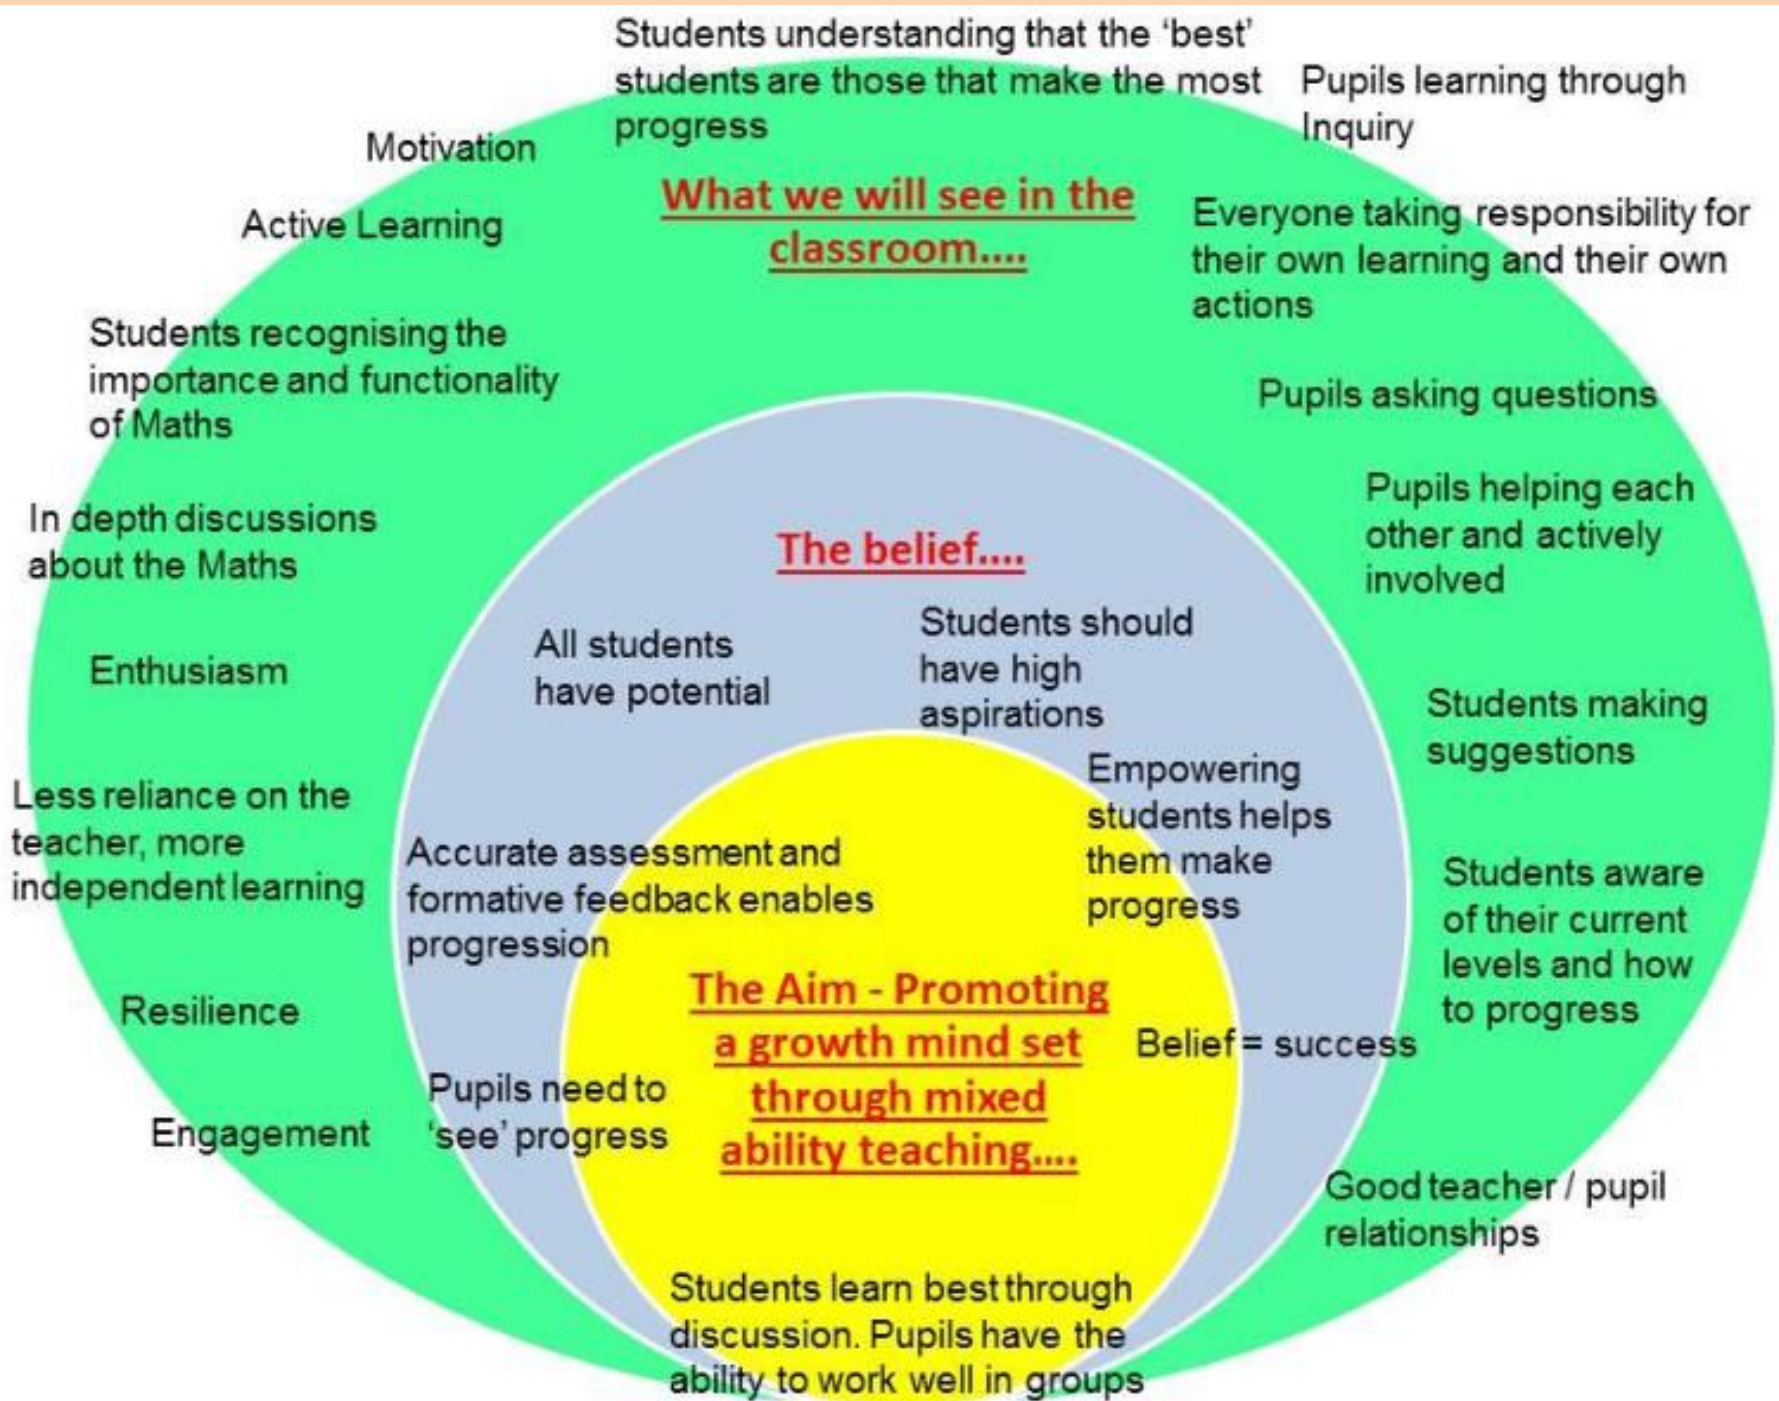 Students understanding that the ‘best’
students are those that make the most
progress
Pupils learning through
Inquiry
Motivation
What we will see in the
classroom....
Active Learning
Everyone taking responsibility for
their own learning and their own
actions
Students recognising the
importance and functionality
of Maths
Pupils asking questions
In depth discussions
about the Maths
Pupils helping each
other and actively
involved
The belief....
All students
have potential
Students should
have high
aspirations
Enthusiasm
Students making
suggestions
Empowering
students helps
them make
progress
Less reliance on the
teacher, more
independent learning
Accurate assessment and
formative feedback enables
progression
Students aware
of their current
levels and how
to progress
The Aim - Promoting
a growth mind set
through mixed
ability teaching....
Resilience
Belief = success
Pupils need to
‘see’ progress
Engagement
Good teacher / pupil
relationships
Students learn best through
discussion. Pupils have the
ability to work well in groups